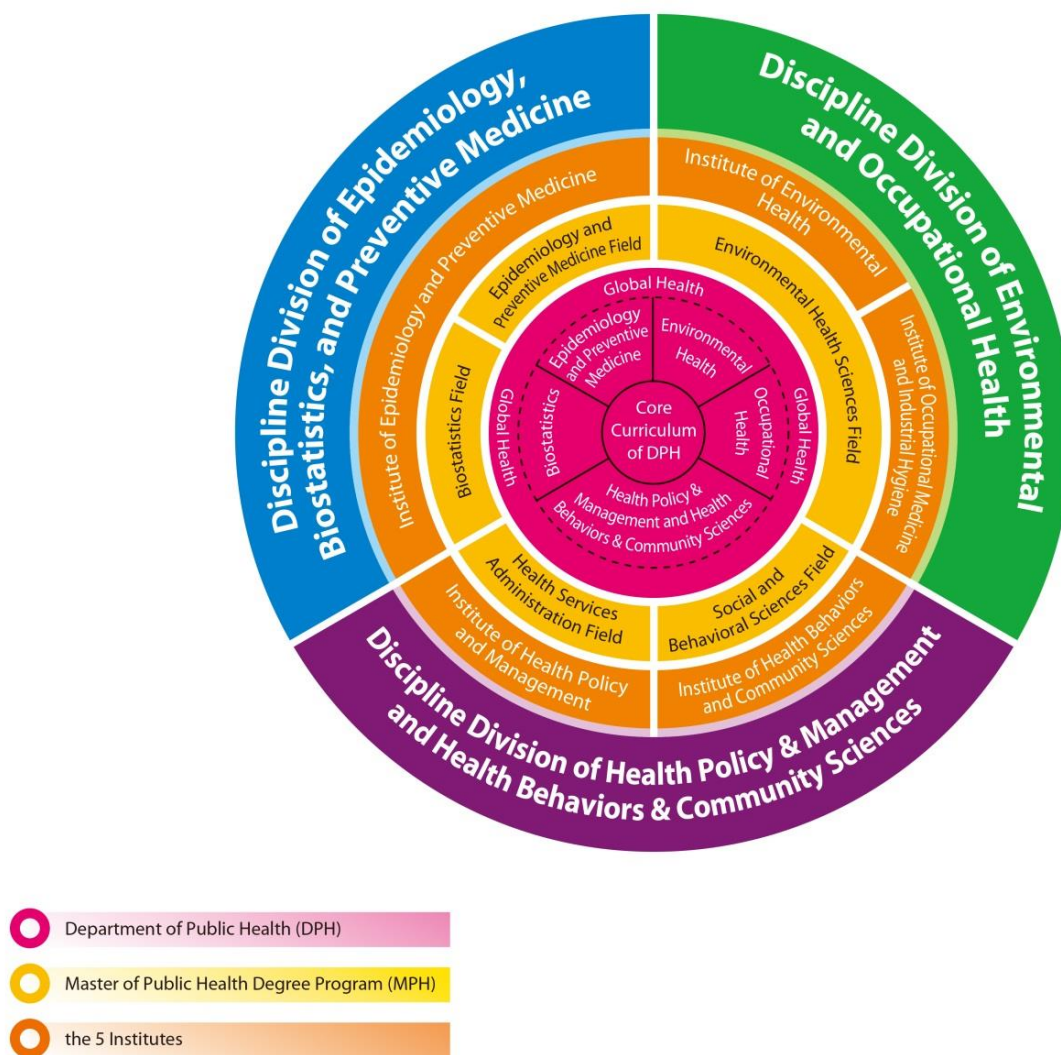 Discipline Division of Epidemiology,
Biostatistics, and Preventive Medicine
Discipline Division of Environmental
and Occupational Health
Institute of Epidemiology and Preventive Medicine
Institute of Environmental
Health
Epidemiology and
Preventive Medicine Field
Environmental Health Sciences Field
Institute of Occupational Medicine
and Industrial Hygiene
Biostatistics Field
Global Health
Global Health
Global Health
Epidemiology
and Preventive
Medicine
Environmental
Health
Biostatistics
Core
Curriculum
of DPH
Occupational
Health
Health Policy &
Management and Health
Behaviors & Community Sciences
Health Services
Administration Field
Social and
Behavioral Sciences Field
Institute of Health Policy
and Management
Institute of Health Behaviors
and Community Sciences
Discipline Division of Health Policy & Management
and Health Behaviors & Community Sciences
Department of Public Health (DPH)
Master of Public Health Degree Program (MPH)
the 5 Institutes